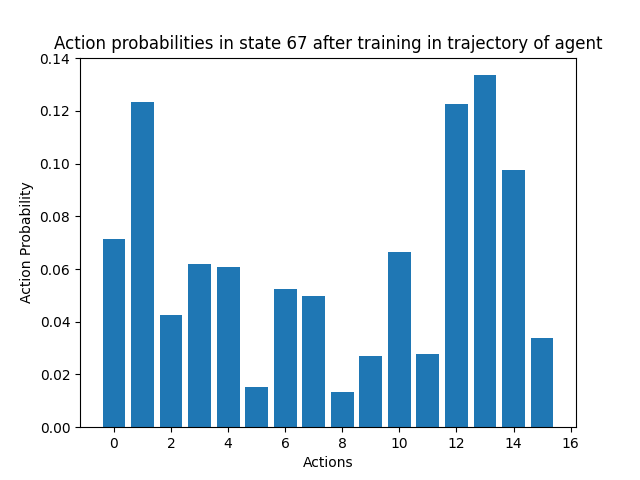 Action probabilities in state 67 after training in trajectory of agent
0.14
0.12
0.10
0.08
0.06
0.04
0.02
0.00
Action Probability
0 2 4 6 8 10 12 14 16
Actions